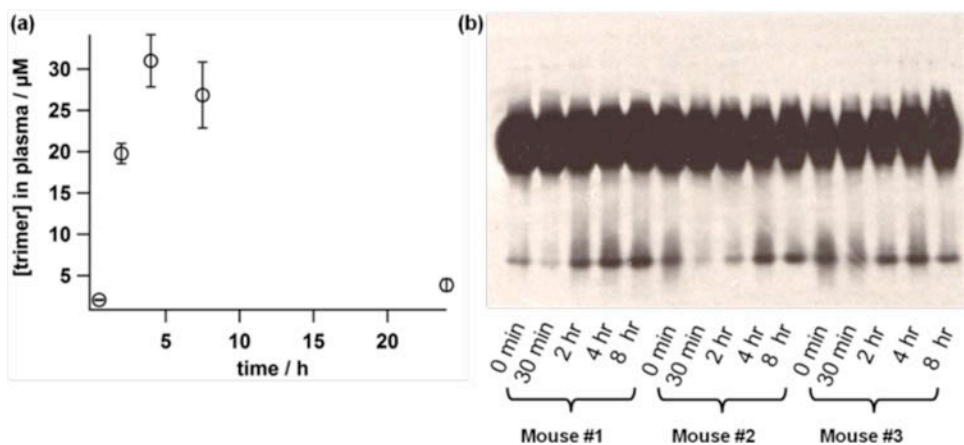 (a)
[trimer] in plasma / µM
30
25
20
15
10
5
5
10
15
20
time / h
(b)
0 min
30 min
2 hr
4 hr
8 hr
0 min
30 min
2 hr
4 hr
8 hr
0 min
30 min
2 hr
4 hr
8 hr
Mouse #1
Mouse #2
Mouse #3